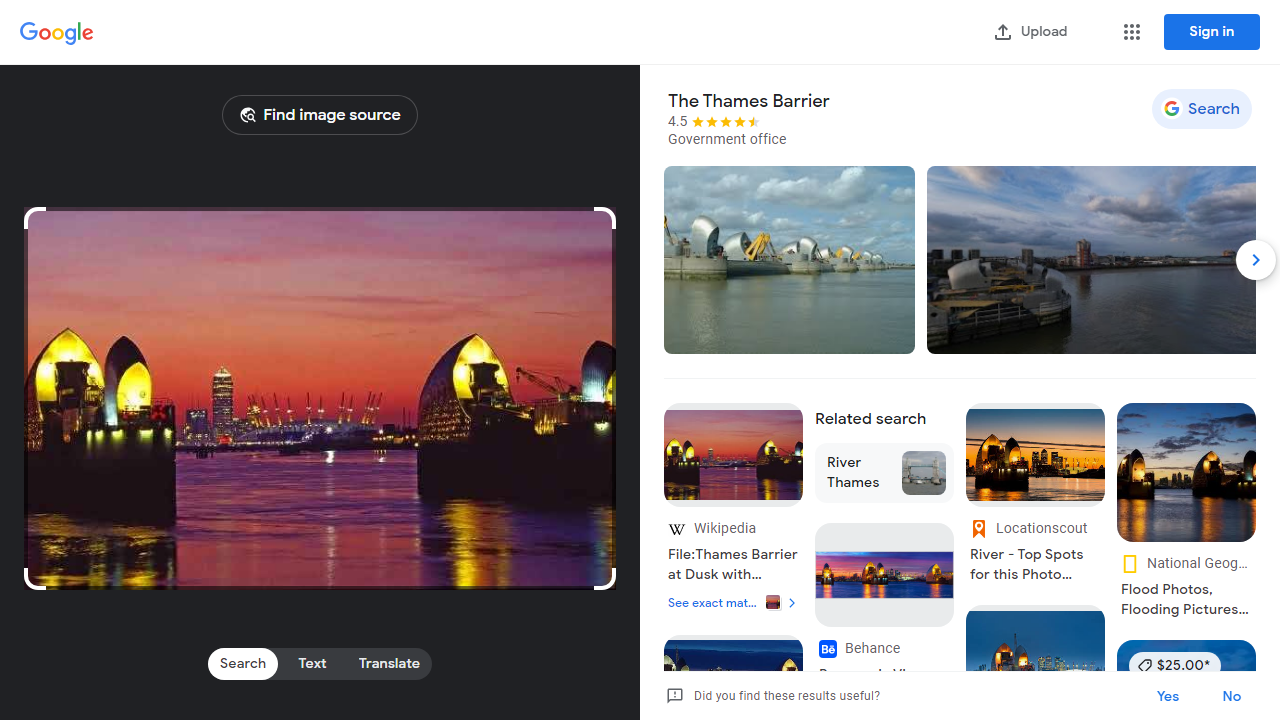 Google
Upload
Sign in
Find image source
Search
Text
Translate
The Thames Barrier
4.5
Government office
Search
Wikipedia
File:Thames Barrier
at Dusk with...
See exact mat...
Related search
River
Thames
Behance
Locationscout
River - Top Spots
for this Photo...
National Geog...
Flood Photos,
Flooding Pictures...
$25.00*
Did you find these results useful?
Yes
No